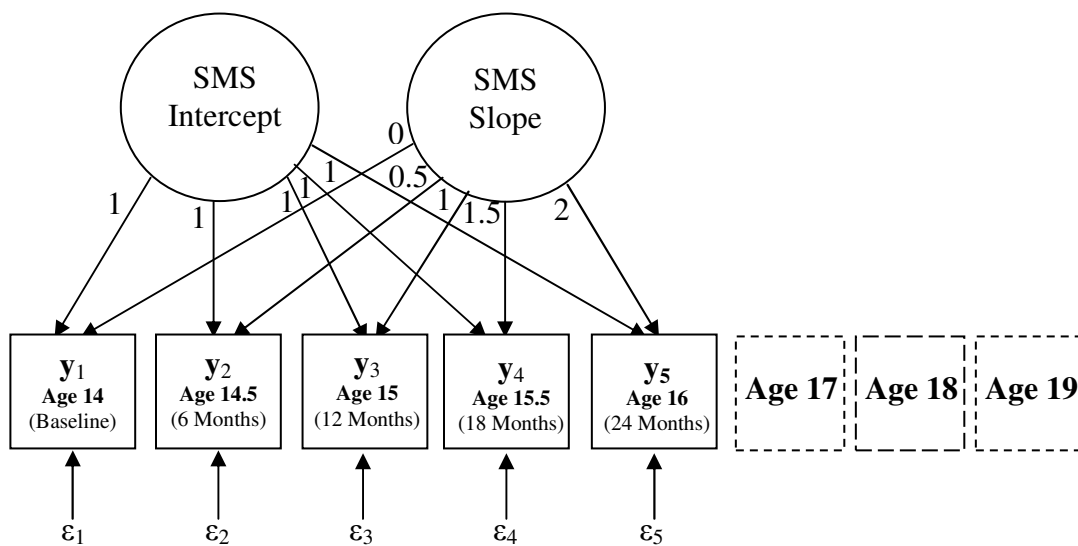 SMS
Intercept
SMS
Slope
0
1
1
1
1
1
0.5
1
1.5
2
y1
Age 14
(Baseline)
y2
Age 14.5
(6 Months)
y3
Age 15
(12 Months)
y4
Age 15.5
(18 Months)
y5
Age 16
(24 Months)
Age 17
Age 18
Age 19
ε1
ε2
ε3
ε4
ε5